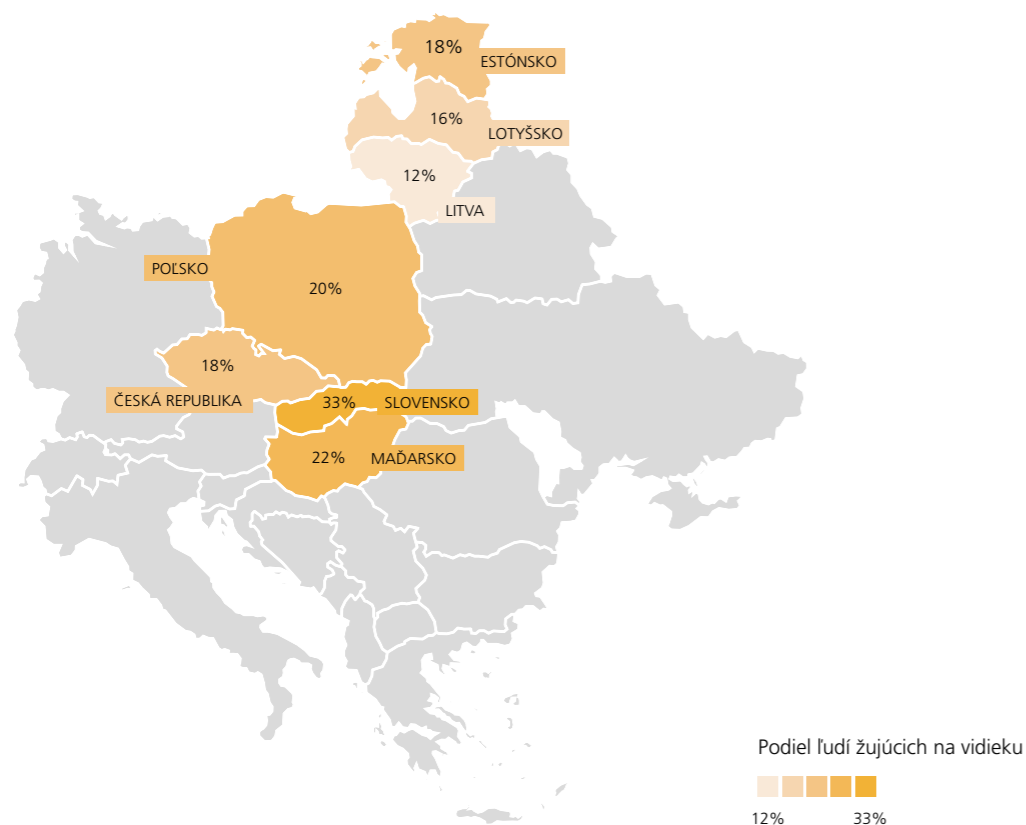 18%
ESTÓNSKO
16%
LOTYŠSKO
12%
LITVA
POĽSKO
20%
18%
ČESKÁ REPUBLIKA
33%
SLOVENSKO
22%
MAĎARSKO
Podiel ľudí žujúcich na vidieku
12%
33%